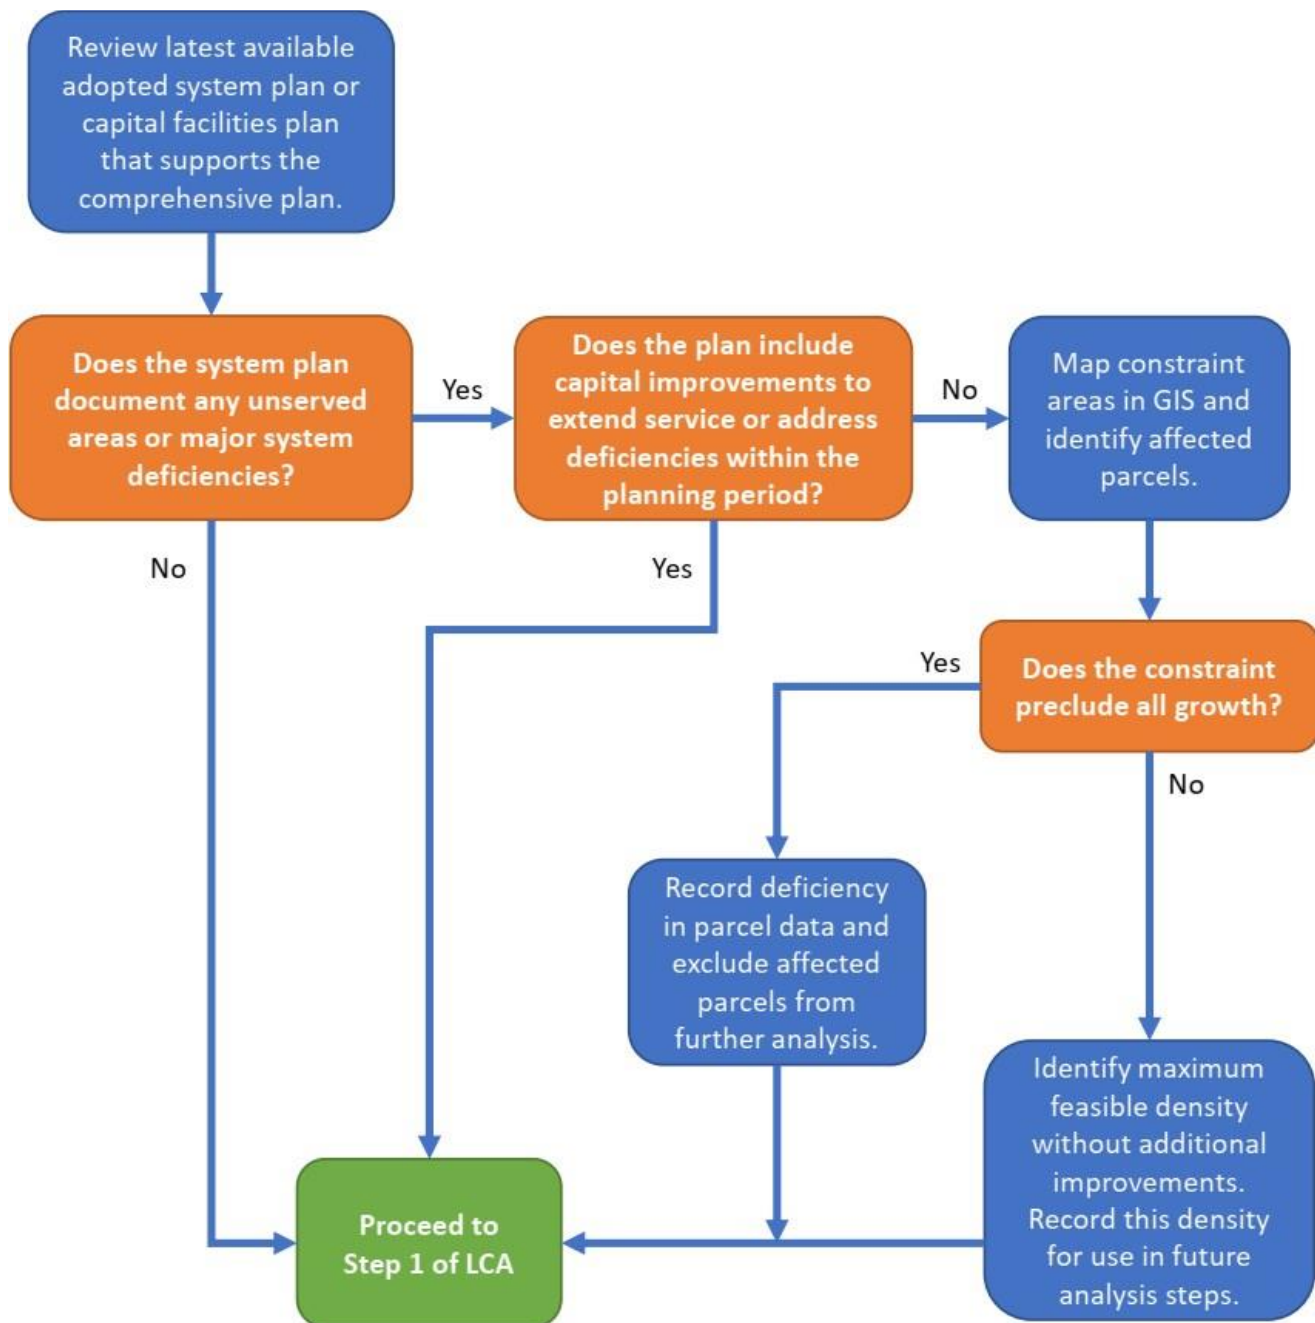 Review latest available
adopted system plan or
capital facilities plan
that supports the
comprehensive plan.
Does the system plan
document any unserved
areas or major system
deficiencies?
Yes
Does the plan include
capital improvements to
extend service or address
deficiencies within the
planning period?
No
Map constraint
areas in GIS and
identify affected
parcels.
No
Yes
Yes
Does the constraint
preclude all growth?
No
Record deficiency
in parcel data and
exclude affected
parcels from
further analysis.
Identify maximum
feasible density
without additional
improvements.
Record this density
for use in future
analysis steps.
Proceed to
Step 1 of LCA